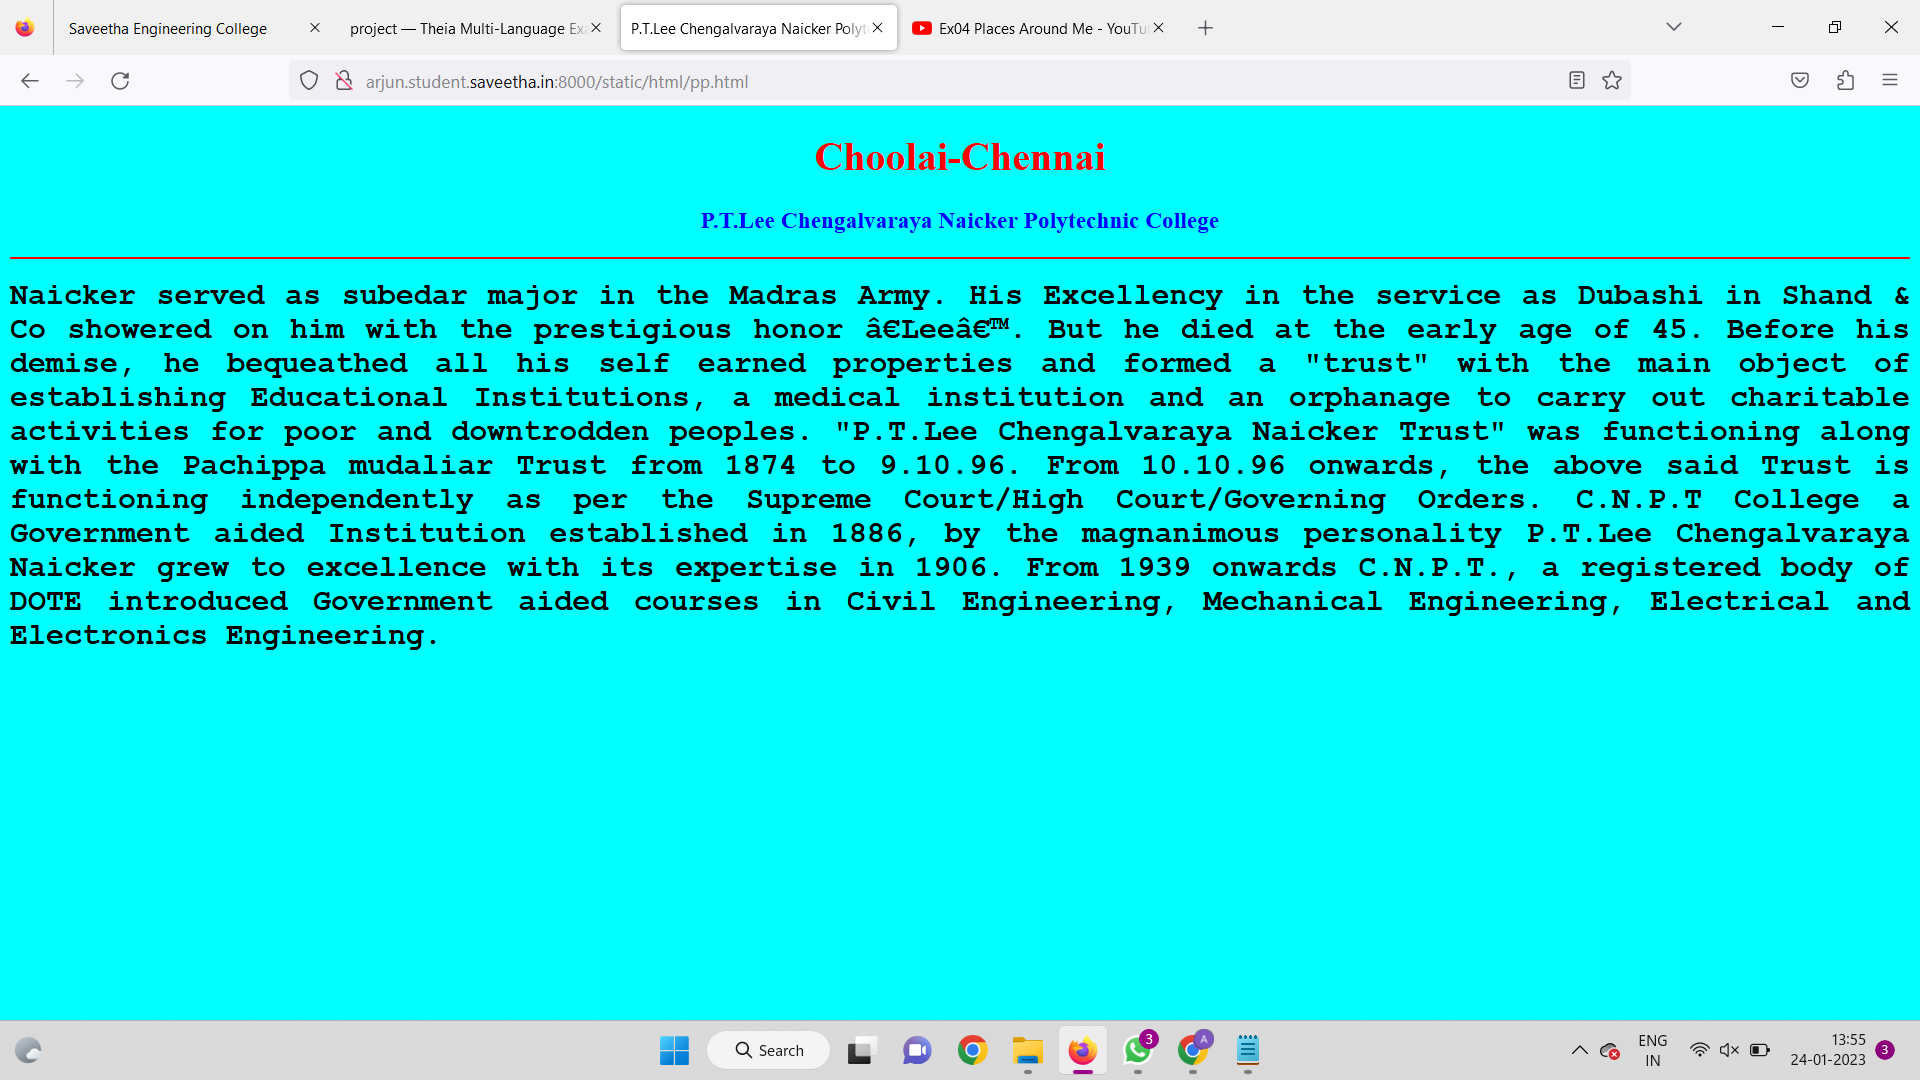 Saveetha Engineering College
project — Theia Multi-Language Exa
P.T.Lee Chengalvaraya Naicker Polyt
Ex04 Places Around Me - YouTu
arjun.student.saveetha.in:8000/static/html/pp.html
Choolai-Chennai
P.T.Lee Chengalvaraya Naicker Polytechnic College
Naicker served as subedar major in the Madras Army. His Excellency in the service as Dubashi in Shand &
Co showered on him with the prestigious honor â€Leeâ€™. But he died at the early age of 45. Before his
demise, he bequeathed all his self earned properties and formed a "trust" with the main object of
establishing Educational Institutions, a medical institution and an orphanage to carry out charitable
activities for poor and downtrodden peoples. "P.T.Lee Chengalvaraya Naicker Trust" was functioning along
with the Pachippa mudaliar Trust from 1874 to 9.10.96. From 10.10.96 onwards, the above said Trust is
functioning independently as per the Supreme Court/High Court/Governing Orders. C.N.P.T College a
Government aided Institution established in 1886, by the magnanimous personality P.T.Lee Chengalvaraya
Naicker grew to excellence with its expertise in 1906. From 1939 onwards C.N.P.T., a registered body of
DOTE introduced Government aided courses in Civil Engineering, Mechanical Engineering, Electrical and
Electronics Engineering.
Search
3
A
ENG
IN
13:55
24-01-2023
3